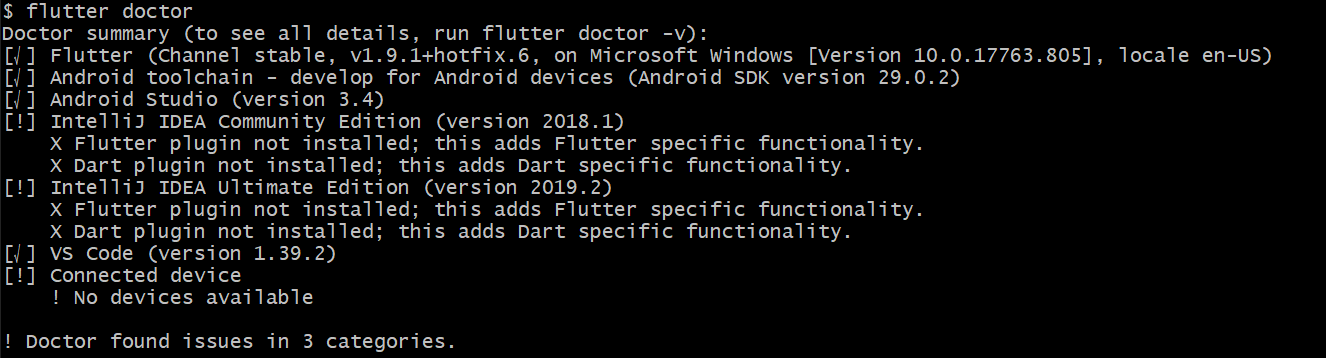 $ flutter doctor
Doctor summary (to see all details, run flutter doctor -v):
[√] Flutter (Channel stable, v1.9.1+hotfix.6, on Microsoft Windows [Version 10.0.17763.805], locale en-US)
[√] Android toolchain - develop for Android devices (Android SDK version 29.0.2)
[√] Android Studio (version 3.4)
[!] IntelliJ IDEA Community Edition (version 2018.1)
    X Flutter plugin not installed; this adds Flutter specific functionality.
    X Dart plugin not installed; this adds Dart specific functionality.
[!] IntelliJ IDEA Ultimate Edition (version 2019.2)
    X Flutter plugin not installed; this adds Flutter specific functionality.
    X Dart plugin not installed; this adds Dart specific functionality.
[√] VS Code (version 1.39.2)
[!] Connected device
    ! No devices available
! Doctor found issues in 3 categories.